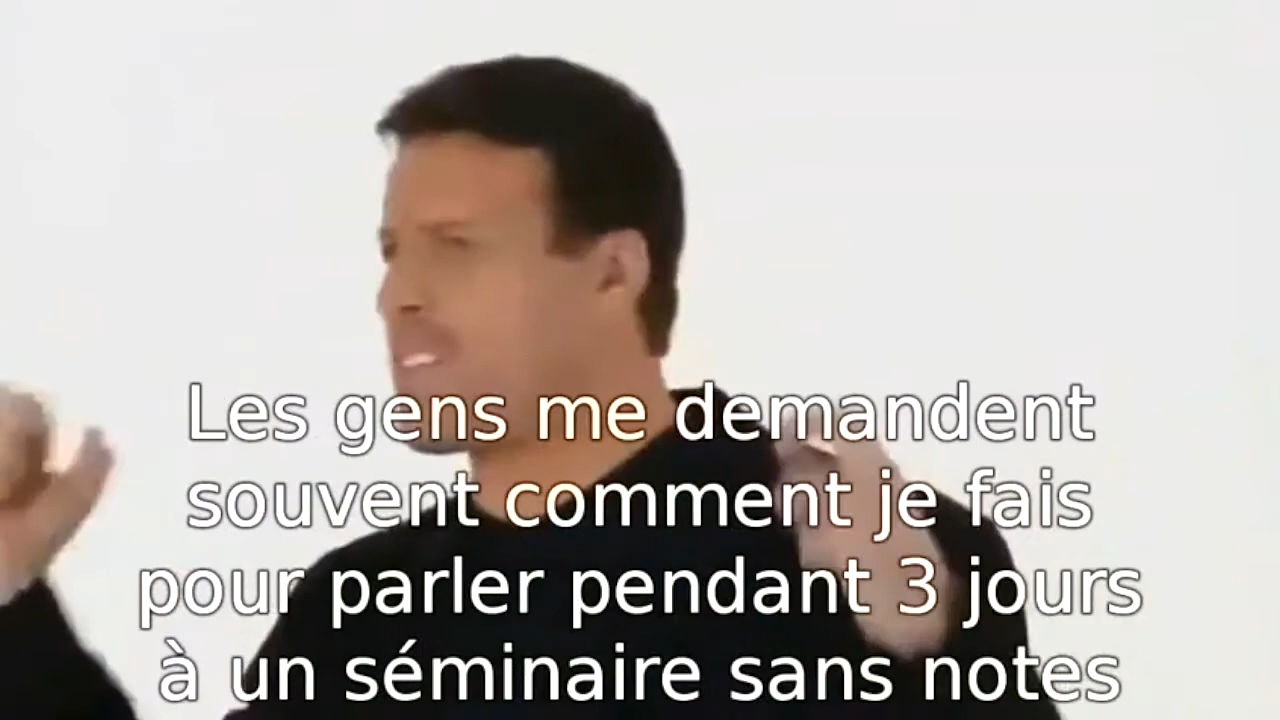 Les gens me demandent
souvent comment je fais
pour parler pendant 3 jours
à un séminaire sans notes